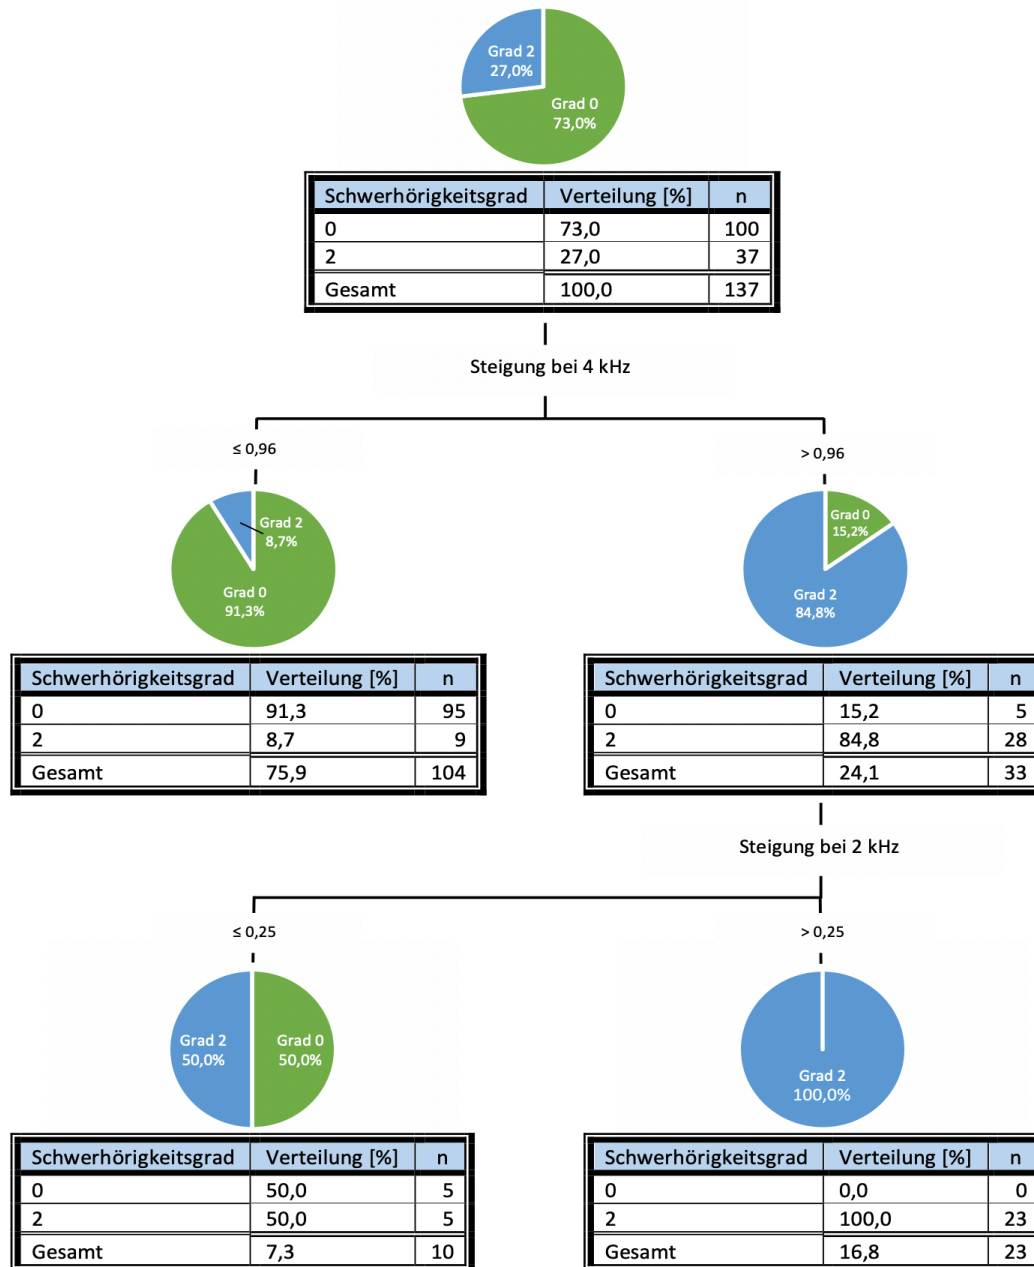 Grad 2
27,0%
Grad 0
73,0%
Schwerhörigkeitsgrad Verteilung [%] n
0 73,0 100
2 27,0 37
Gesamt 100,0 137
Steigung bei 4 kHz
≤ 0,96
> 0,96
Grad 2
8,7%
Grad 0
91,3%
Grad 0
15,2%
Grad 2
84,8%
Schwerhörigkeitsgrad Verteilung [%] n
0 91,3 95
2 8,7 9
Gesamt 75,9 104
Schwerhörigkeitsgrad Verteilung [%] n
0 15,2 5
2 84,8 28
Gesamt 24,1 33
Steigung bei 2 kHz
≤ 0,25
> 0,25
Grad 2
50,0%
Grad 0
50,0%
Grad 2
100,0%
Schwerhörigkeitsgrad Verteilung [%] n
0 50,0 5
2 50,0 5
Gesamt 7,3 10
Schwerhörigkeitsgrad Verteilung [%] n
0 0,0 0
2 100,0 23
Gesamt 16,8 23